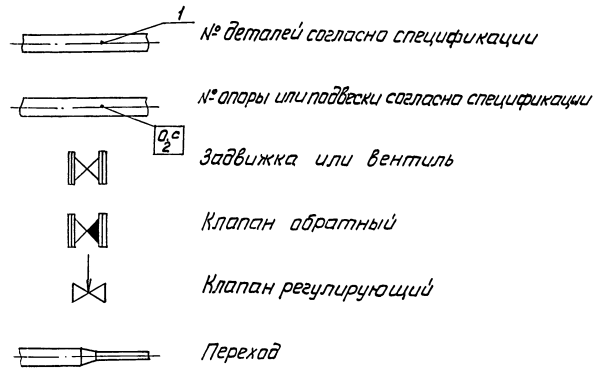 1 № деталей согласно спецификации
№ опоры или подвески согласно спецификации
О,с
2
Задвижка или вентиль
Клапан обратный
Клапан регулирующий
Переход